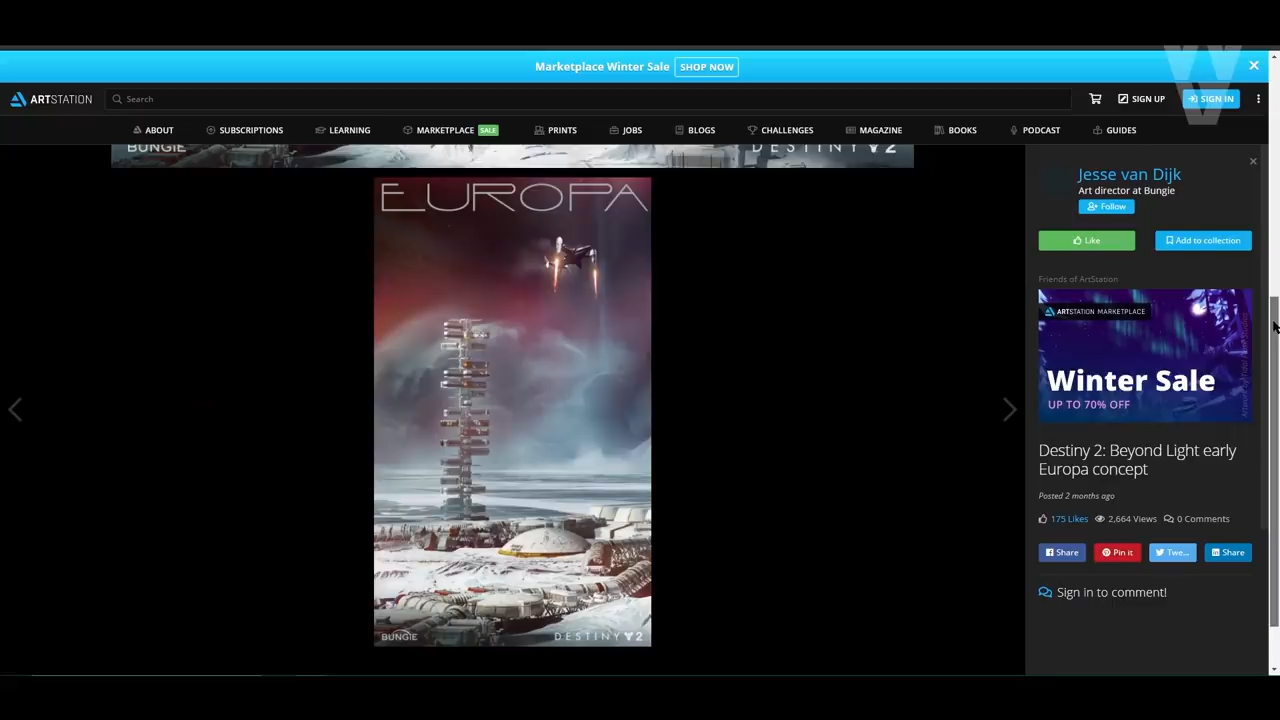 Marketplace Winter Sale SHOP NOW
ARTSTATION Search SIGN UP SIGN IN
ABOUT SUBSCRIPTIONS LEARNING MARKETPLACE SALE PRINTS JOBS BLOGS CHALLENGES MAGAZINE BOOKS PODCAST GUIDES
BUNGIE DESTINY 2
EUROPA
BUNGIE DESTINY 2
Jesse van Dijk
Art director at Bungie
Follow
Like Add to collection
Friends of ArtStation
ARTSTATION MARKETPLACE
Winter Sale
UP TO 70% OFF
Destiny 2: Beyond Light early
Europa concept
Posted 2 months ago
175 Likes 2,664 Views 0 Comments
Share Pin it Twe... Share
Sign in to comment!